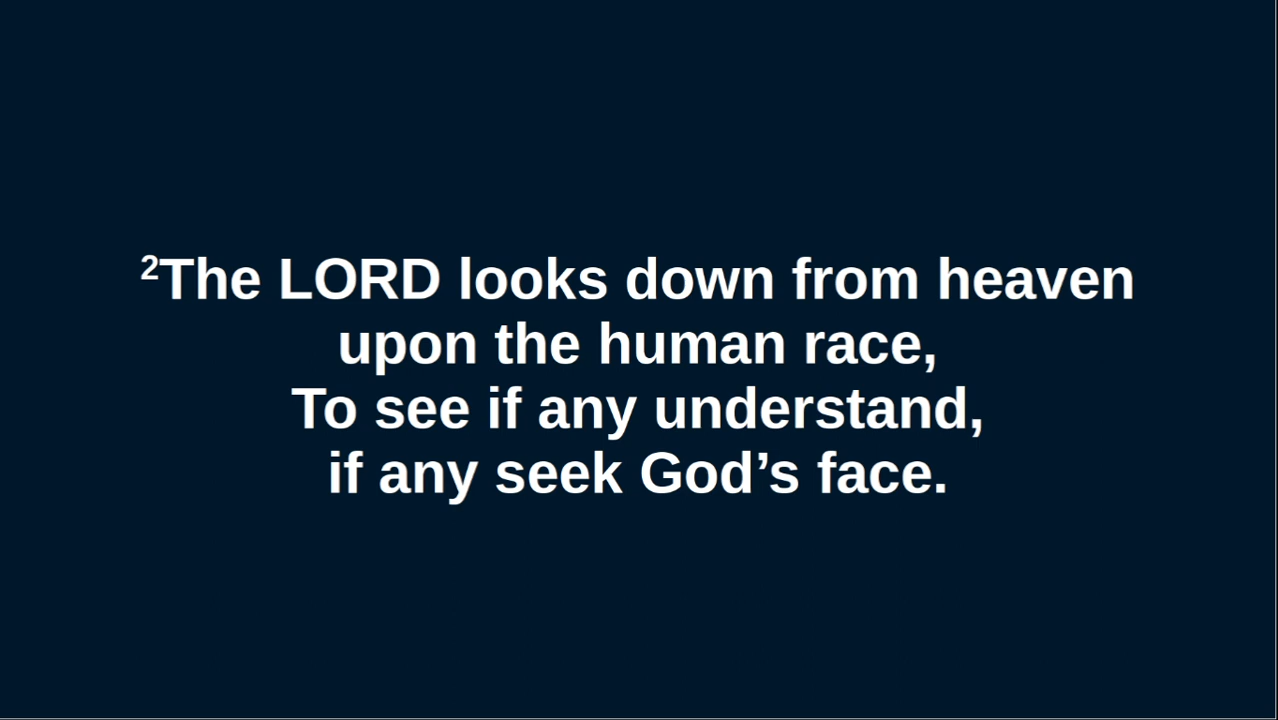 ²The LORD looks down from heaven
upon the human race,
To see if any understand,
if any seek God’s face.